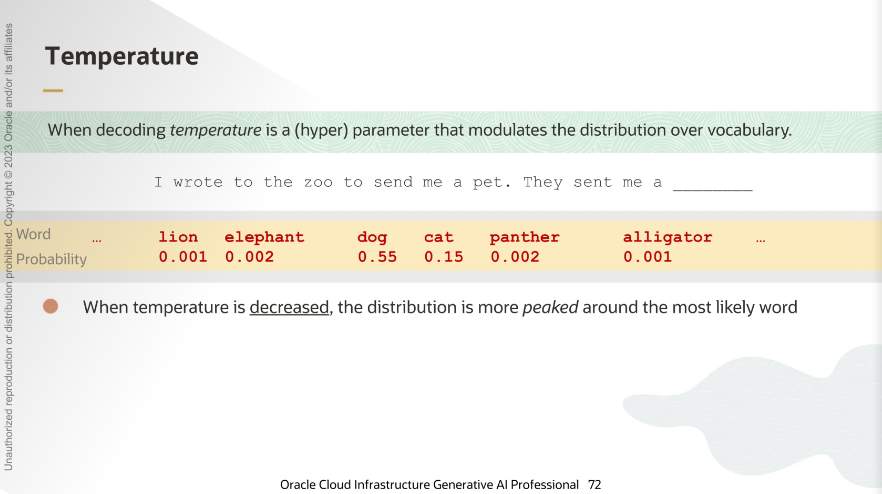 Temperature
When decoding temperature is a (hyper) parameter that modulates the distribution over vocabulary.
I wrote to the zoo to send me a pet. They sent me a ________
Word ... lion elephant dog cat panther alligator ...
Probability 0.001 0.002 0.55 0.15 0.002 0.001
When temperature is decreased, the distribution is more peaked around the most likely word
Oracle Cloud Infrastructure Generative AI Professional 72
Unauthorized reproduction or distribution prohibited. Copyright © 2023 Oracle and/or its affiliates